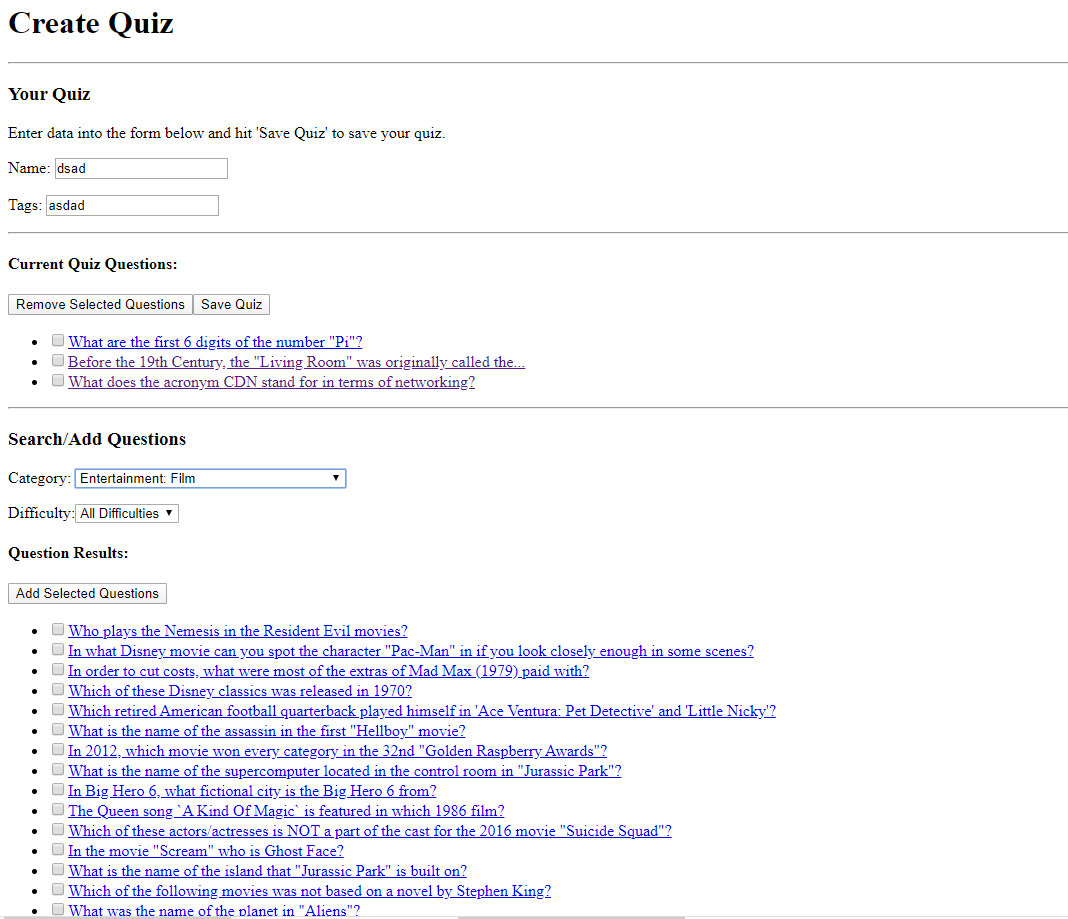 Create Quiz
Your Quiz
Enter data into the form below and hit 'Save Quiz' to save your quiz.
Name: dsad
Tags: asdad
Current Quiz Questions:
Remove Selected Questions Save Quiz
What are the first 6 digits of the number "Pi"?
Before the 19th Century, the "Living Room" was originally called the...
What does the acronym CDN stand for in terms of networking?
Search/Add Questions
Category: Entertainment: Film
Difficulty: All Difficulties
Question Results:
Add Selected Questions
Who plays the Nemesis in the Resident Evil movies?
In what Disney movie can you spot the character "Pac-Man" in if you look closely enough in some scenes?
In order to cut costs, what were most of the extras of Mad Max (1979) paid with?
Which of these Disney classics was released in 1970?
Which retired American football quarterback played himself in 'Ace Ventura: Pet Detective' and 'Little Nicky'?
What is the name of the assassin in the first "Hellboy" movie?
In 2012, which movie won every category in the 32nd "Golden Raspberry Awards"?
What is the name of the supercomputer located in the control room in "Jurassic Park"?
In Big Hero 6, what fictional city is the Big Hero 6 from?
The Queen song `A Kind Of Magic` is featured in which 1986 film?
Which of these actors/actresses is NOT a part of the cast for the 2016 movie "Suicide Squad"?
In the movie "Scream" who is Ghost Face?
What is the name of the island that "Jurassic Park" is built on?
Which of the following movies was not based on a novel by Stephen King?
What was the name of the planet in "Aliens"?